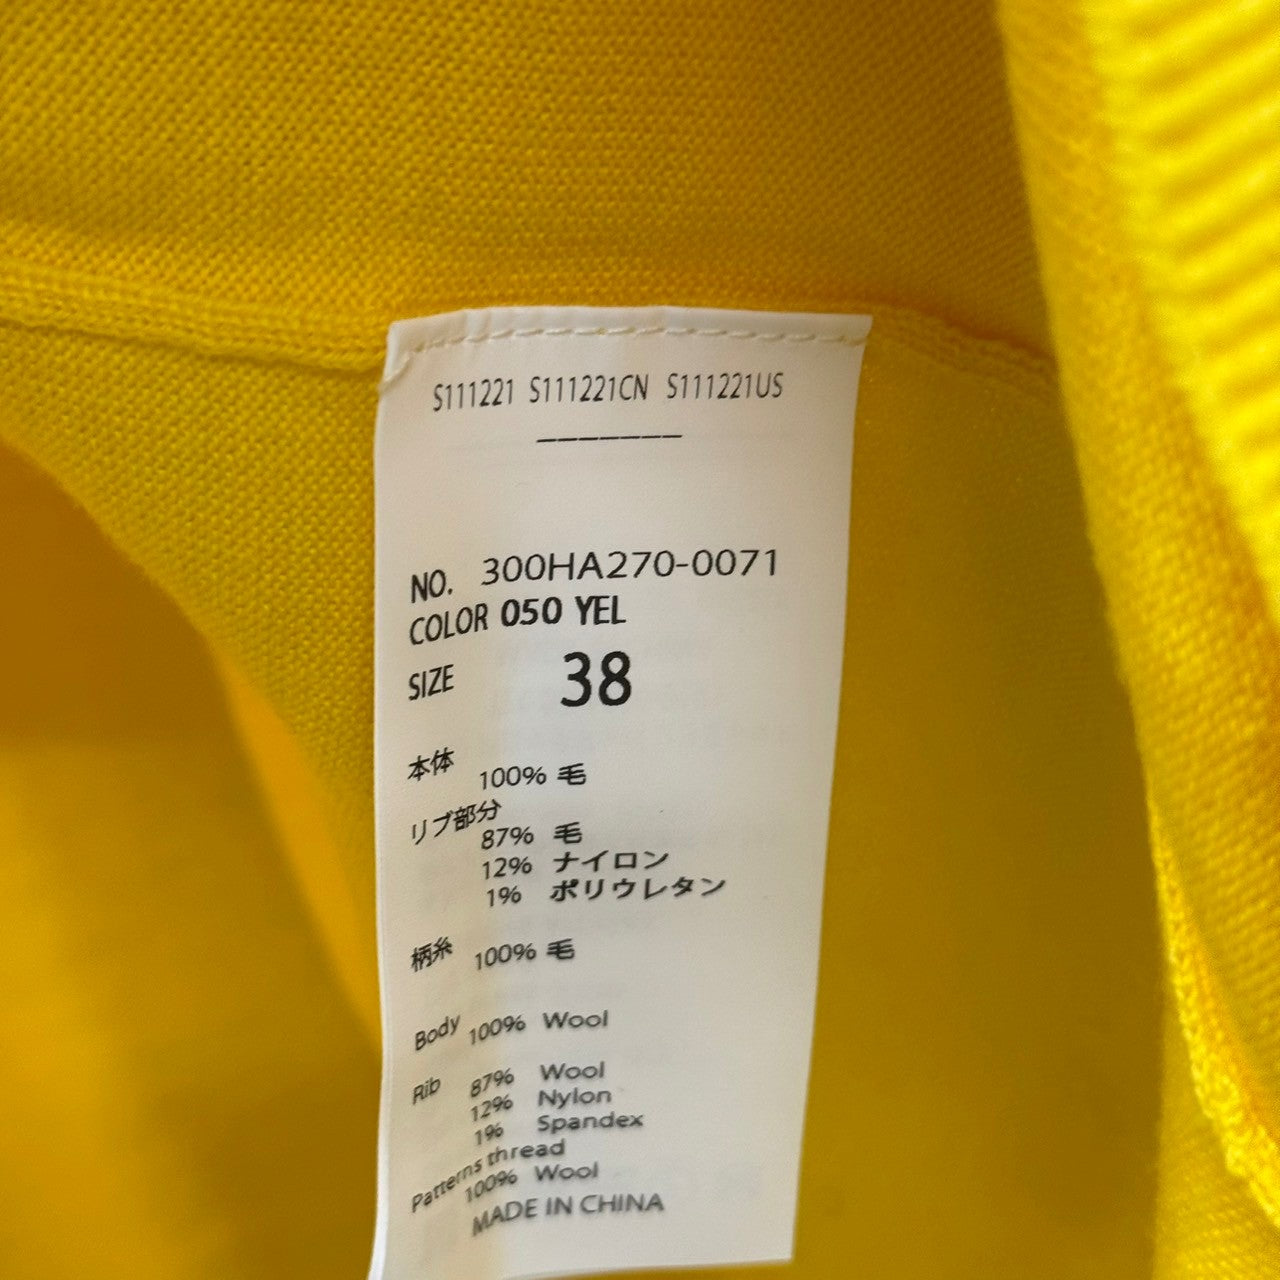 S111221 S111221CN S111221US
_______
NO. 300HA270-0071
COLOR 050 YEL
SIZE 38
本体 100% 毛
リブ部分
87% 毛
12% ナイロン
1% ポリウレタン
柄糸 100% 毛
Body 100% Wool
Rib 87% Wool
12% Nylon
1% Spandex
Patterns thread
100% Wool
MADE IN CHINA